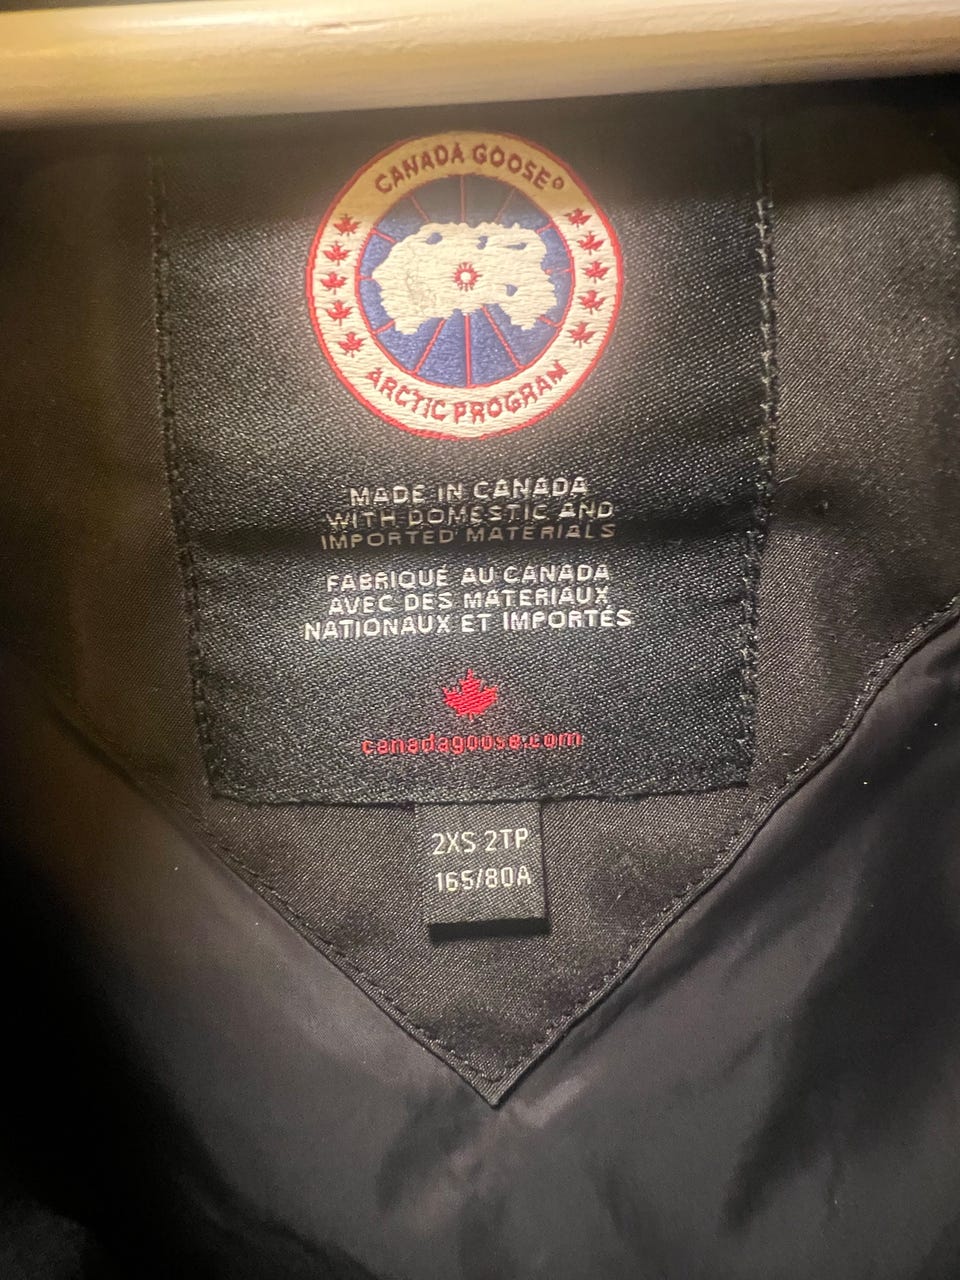 CANADA GOOSE®
ARCTIC PROGRAM
MADE IN CANADA
WITH DOMESTIC AND
IMPORTED MATERIALS
FABRIQUÉ AU CANADA
AVEC DES MATERIAUX
NATIONAUX ET IMPORTÉS
canadagoose.com
2XS 2TP
165/80A